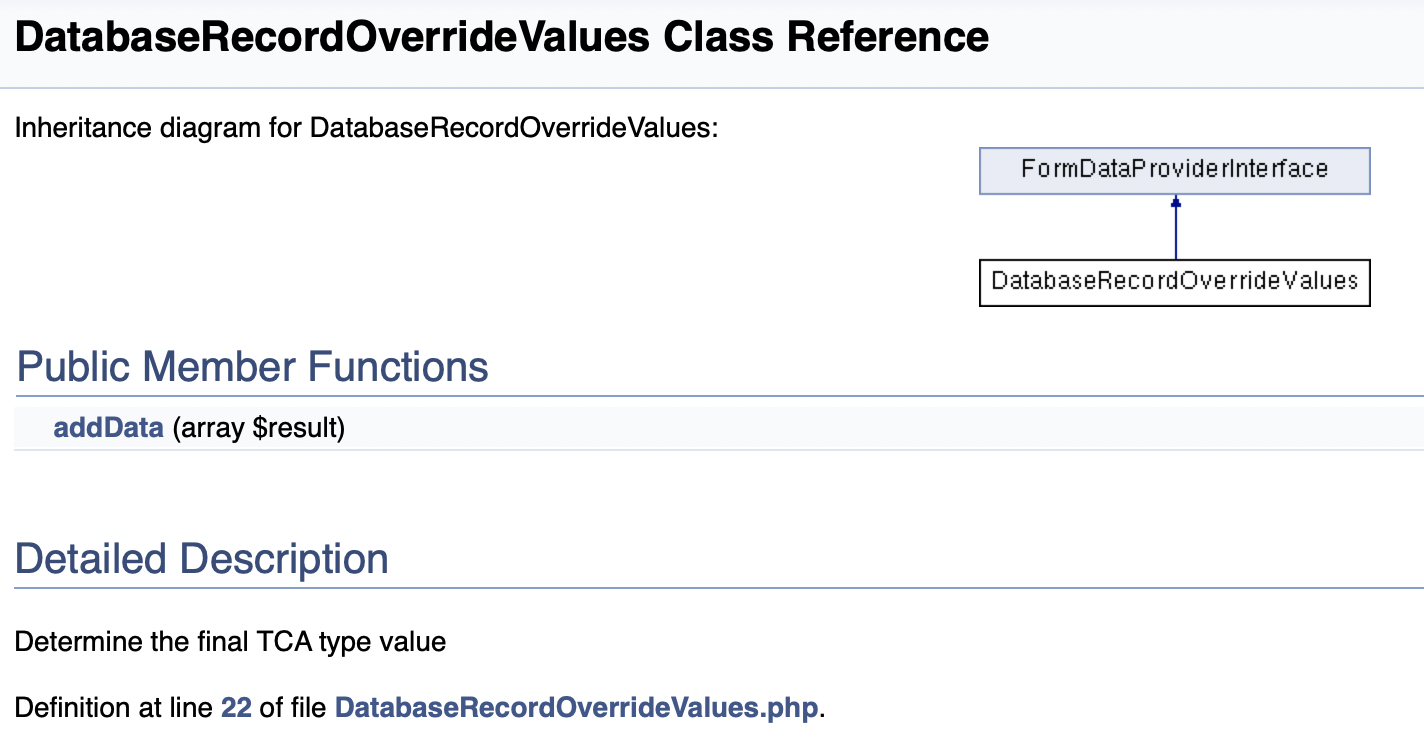 DatabaseRecordOverrideValues Class Reference
Inheritance diagram for DatabaseRecordOverrideValues:
FormDataProviderInterface
DatabaseRecordOverrideValues
Public Member Functions
addData (array $result)
Detailed Description
Determine the final TCA type value
Definition at line 22 of file DatabaseRecordOverrideValues.php.